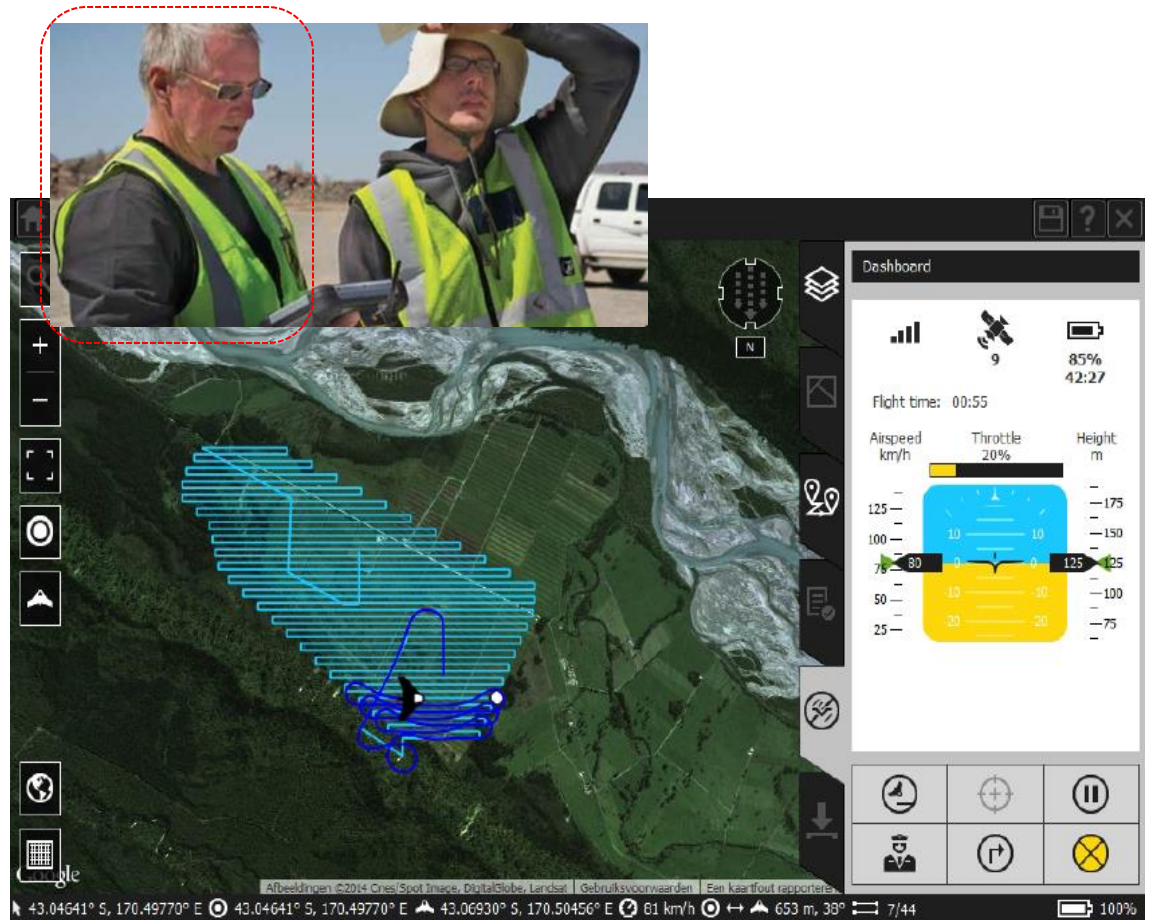 Dashboard
9
85%
42:27
Flight time: 00:55
Airspeed
km/h
Throttle
20%
Height
m
125
100
75
50
25
80
10
10
0
0
-10
-10
-20
-20
125
175
150
125
100
75
N
Google
Afbeeldingen ©2014 Cnes/Spot Image, DigitalGlobe, Landsat
Gebruiksvoorwaarden
Een kaartfout rapporteren
43.04641° S, 170.49770° E
43.04641° S, 170.49770° E
43.06930° S, 170.50456° E
81 km/h
653 m, 38°
7/44
100%